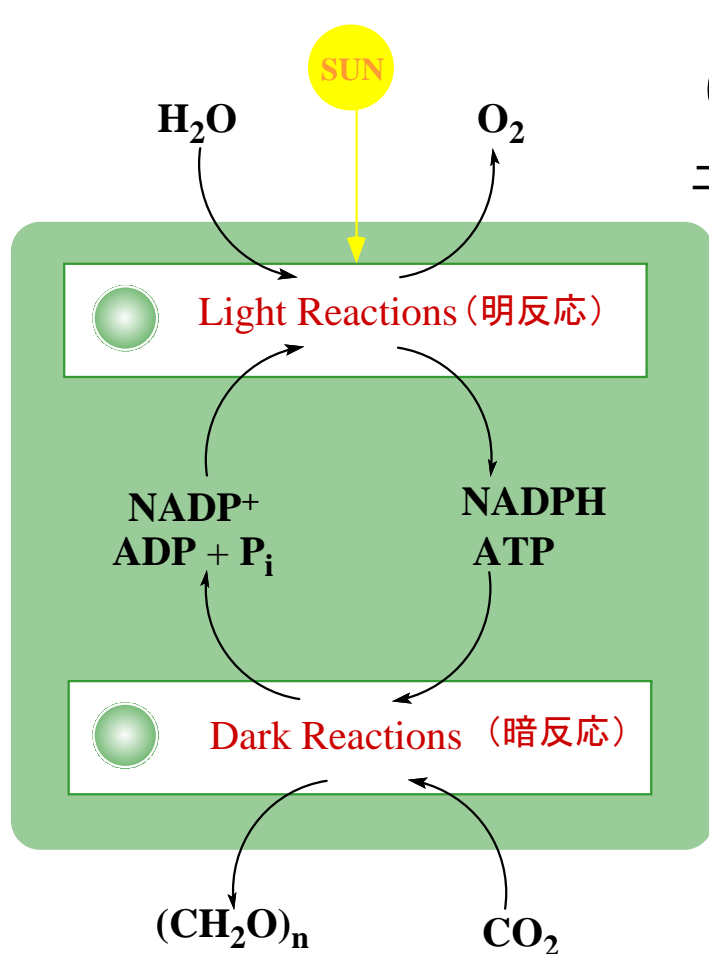 SUN
H₂O
O₂
Light Reactions（明反応）
NADP⁺
ADP + Pᵢ
NADPH
ATP
Dark Reactions （暗反応）
(CH₂O)ₙ
CO₂